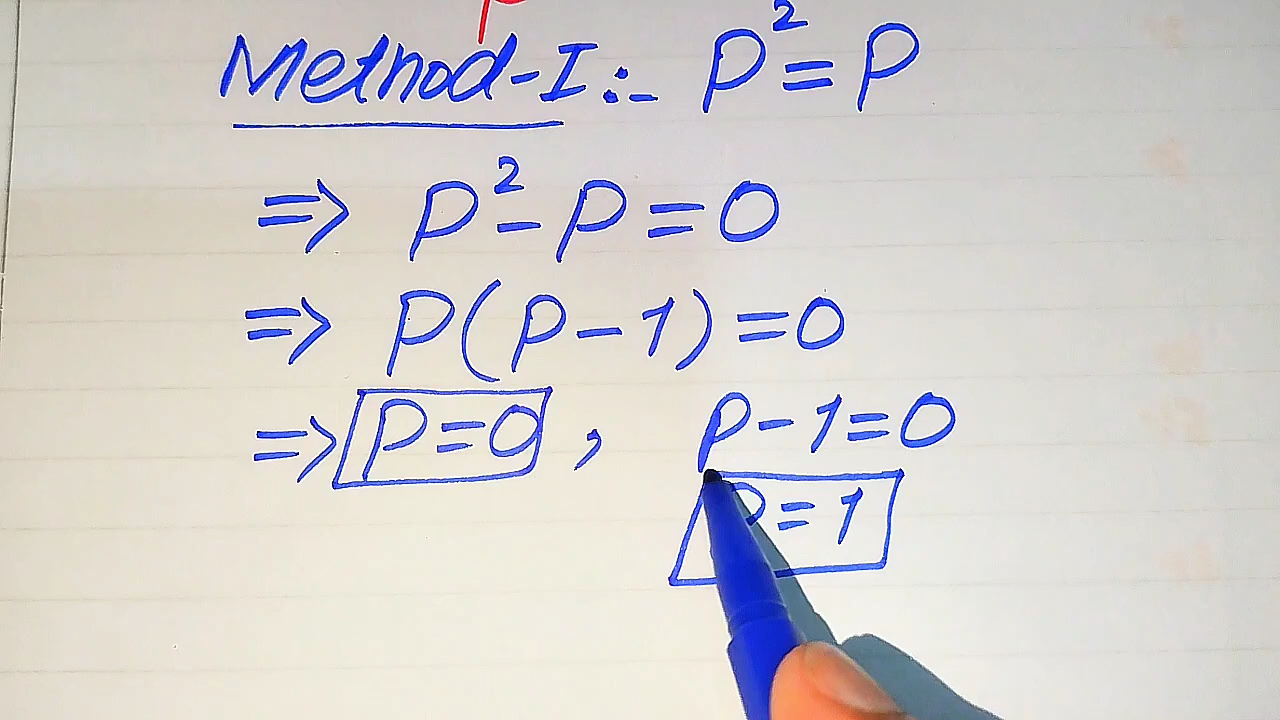 Method-I:- P² = P
⇒ P² - P = 0
⇒ P(P - 1) = 0
⇒ P = 0 , P - 1 = 0
P = 1